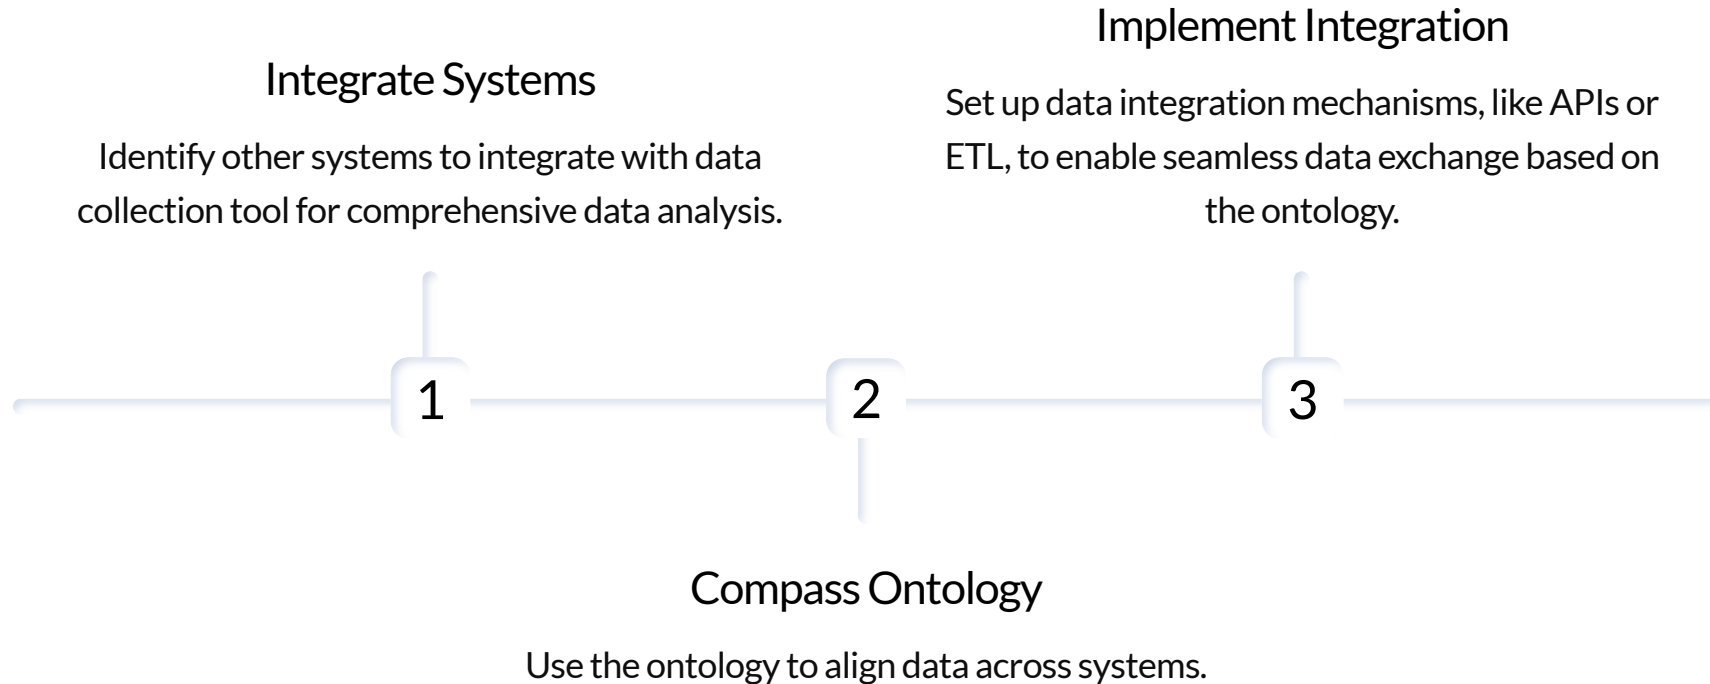 Integrate Systems
Identify other systems to integrate with data
collection tool for comprehensive data analysis.
1
2
Compass Ontology
Use the ontology to align data across systems.
Implement Integration
Set up data integration mechanisms, like APIs or
ETL, to enable seamless data exchange based on
the ontology.
3